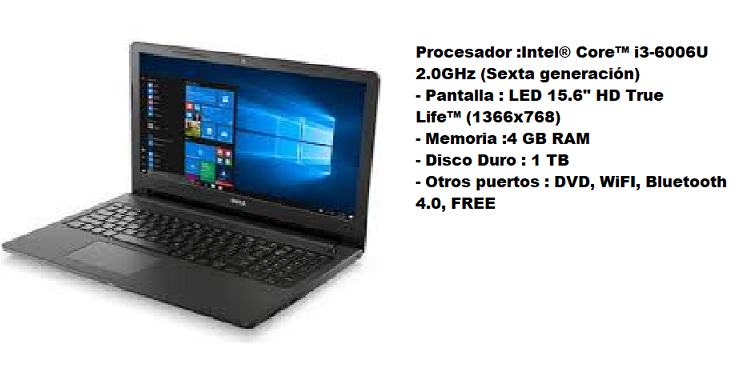 Procesador :Intel® Core™ i3-6006U
2.0GHz (Sexta generación)
- Pantalla : LED 15.6" HD True
Life™ (1366x768)
- Memoria :4 GB RAM
- Disco Duro : 1 TB
- Otros puertos : DVD, WiFI, Bluetooth
4.0, FREE
DELL